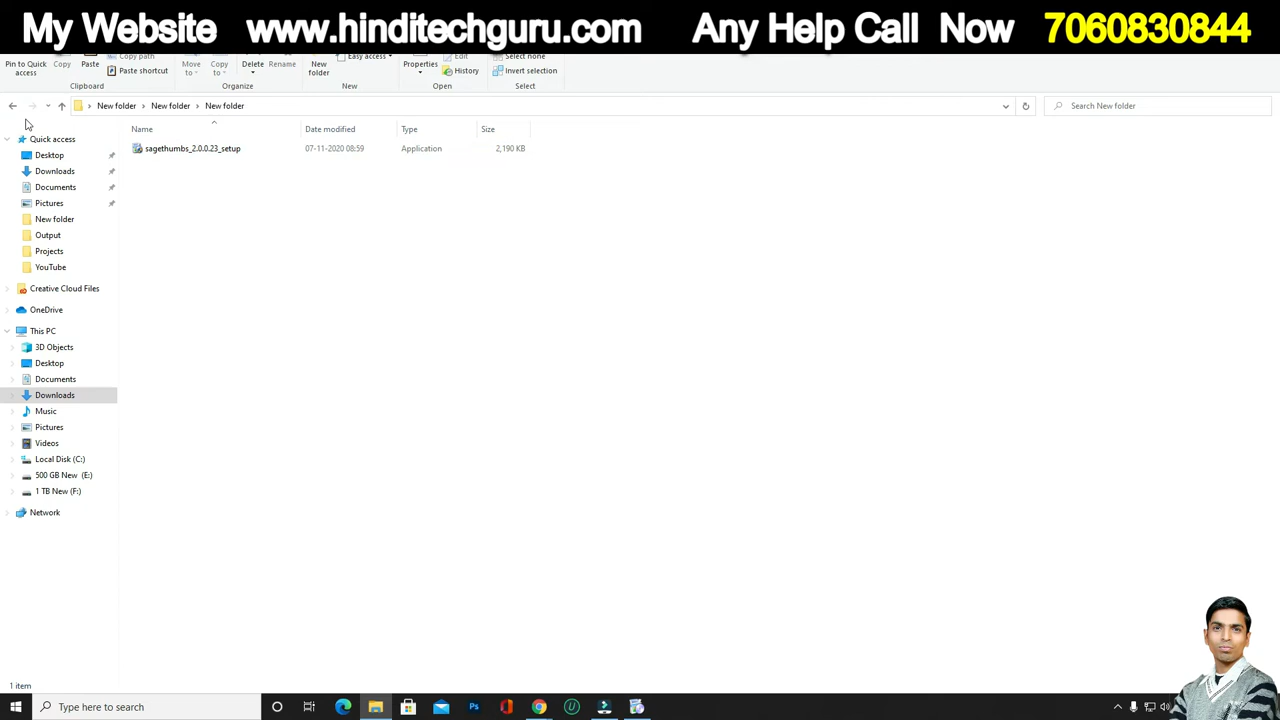 My Website www.hinditechguru.com Any Help Call Now 7060830844
Pin to Quick access
Copy
Paste
Copy path
Paste shortcut
Move to
Copy to
Delete
Rename
New folder
Easy access
Properties
Edit
History
Select none
Invert selection
Clipboard
Organize
New
Open
Select
New folder New folder New folder
Search New folder
Name Date modified Type Size
sagethumbs_2.0.0.23_setup 07-11-2020 08:59 Application 2,190 KB
Quick access
Desktop
Downloads
Documents
Pictures
New folder
Output
Projects
YouTube
Creative Cloud Files
OneDrive
This PC
3D Objects
Desktop
Documents
Downloads
Music
Pictures
Videos
Local Disk (C:)
500 GB New (E:)
1 TB New (F:)
Network
1 item
Type here to search
Ps